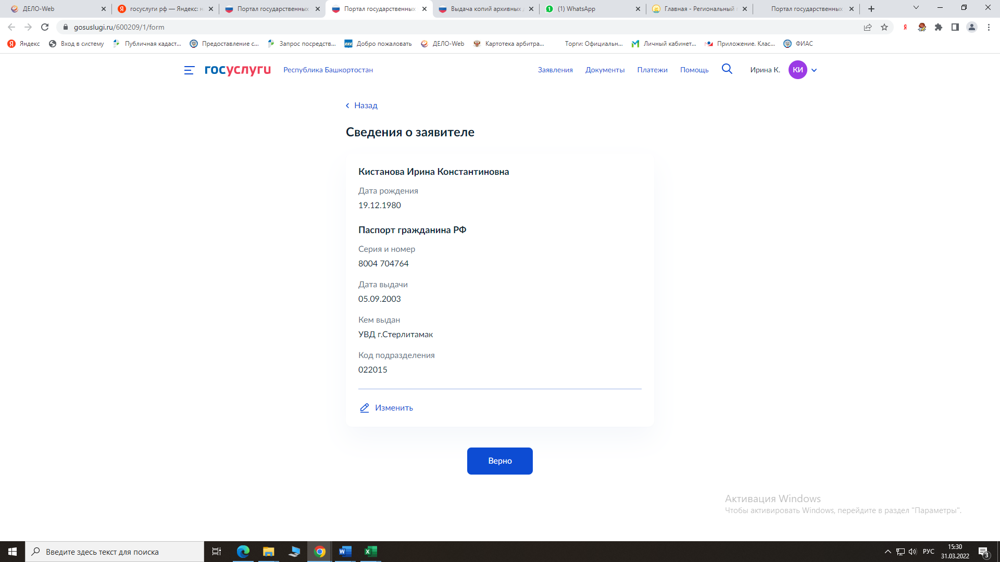 ДЕЛО-Web
госуслуги рф — Яндекс: н
Портал государственных
Портал государственных
Выдача копий архивных д
(1) WhatsApp
Главная - Региональный п
Портал государственных
gosuslugi.ru/600209/1/form
Яндекс
Вход в систему
Публичная кадаст...
Предоставление с...
Запрос посредств...
Добро пожаловать
ДЕЛО-Web
Картотека арбитра...
Торги: Официальн...
Личный кабинет...
Приложение. Клас...
ФИАС
госуслуги
Республика Башкортостан
Заявления
Документы
Платежи
Помощь
Ирина К.
КИ
Назад
Сведения о заявителе
Кистанова Ирина Константиновна
Дата рождения
19.12.1980
Паспорт гражданина РФ
Серия и номер
8004 704764
Дата выдачи
05.09.2003
Кем выдан
УВД г.Стерлитамак
Код подразделения
022015
Изменить
Верно
Активация Windows
Чтобы активировать Windows, перейдите в раздел "Параметры".
Введите здесь текст для поиска
РУС
15:30
31.03.2022
3